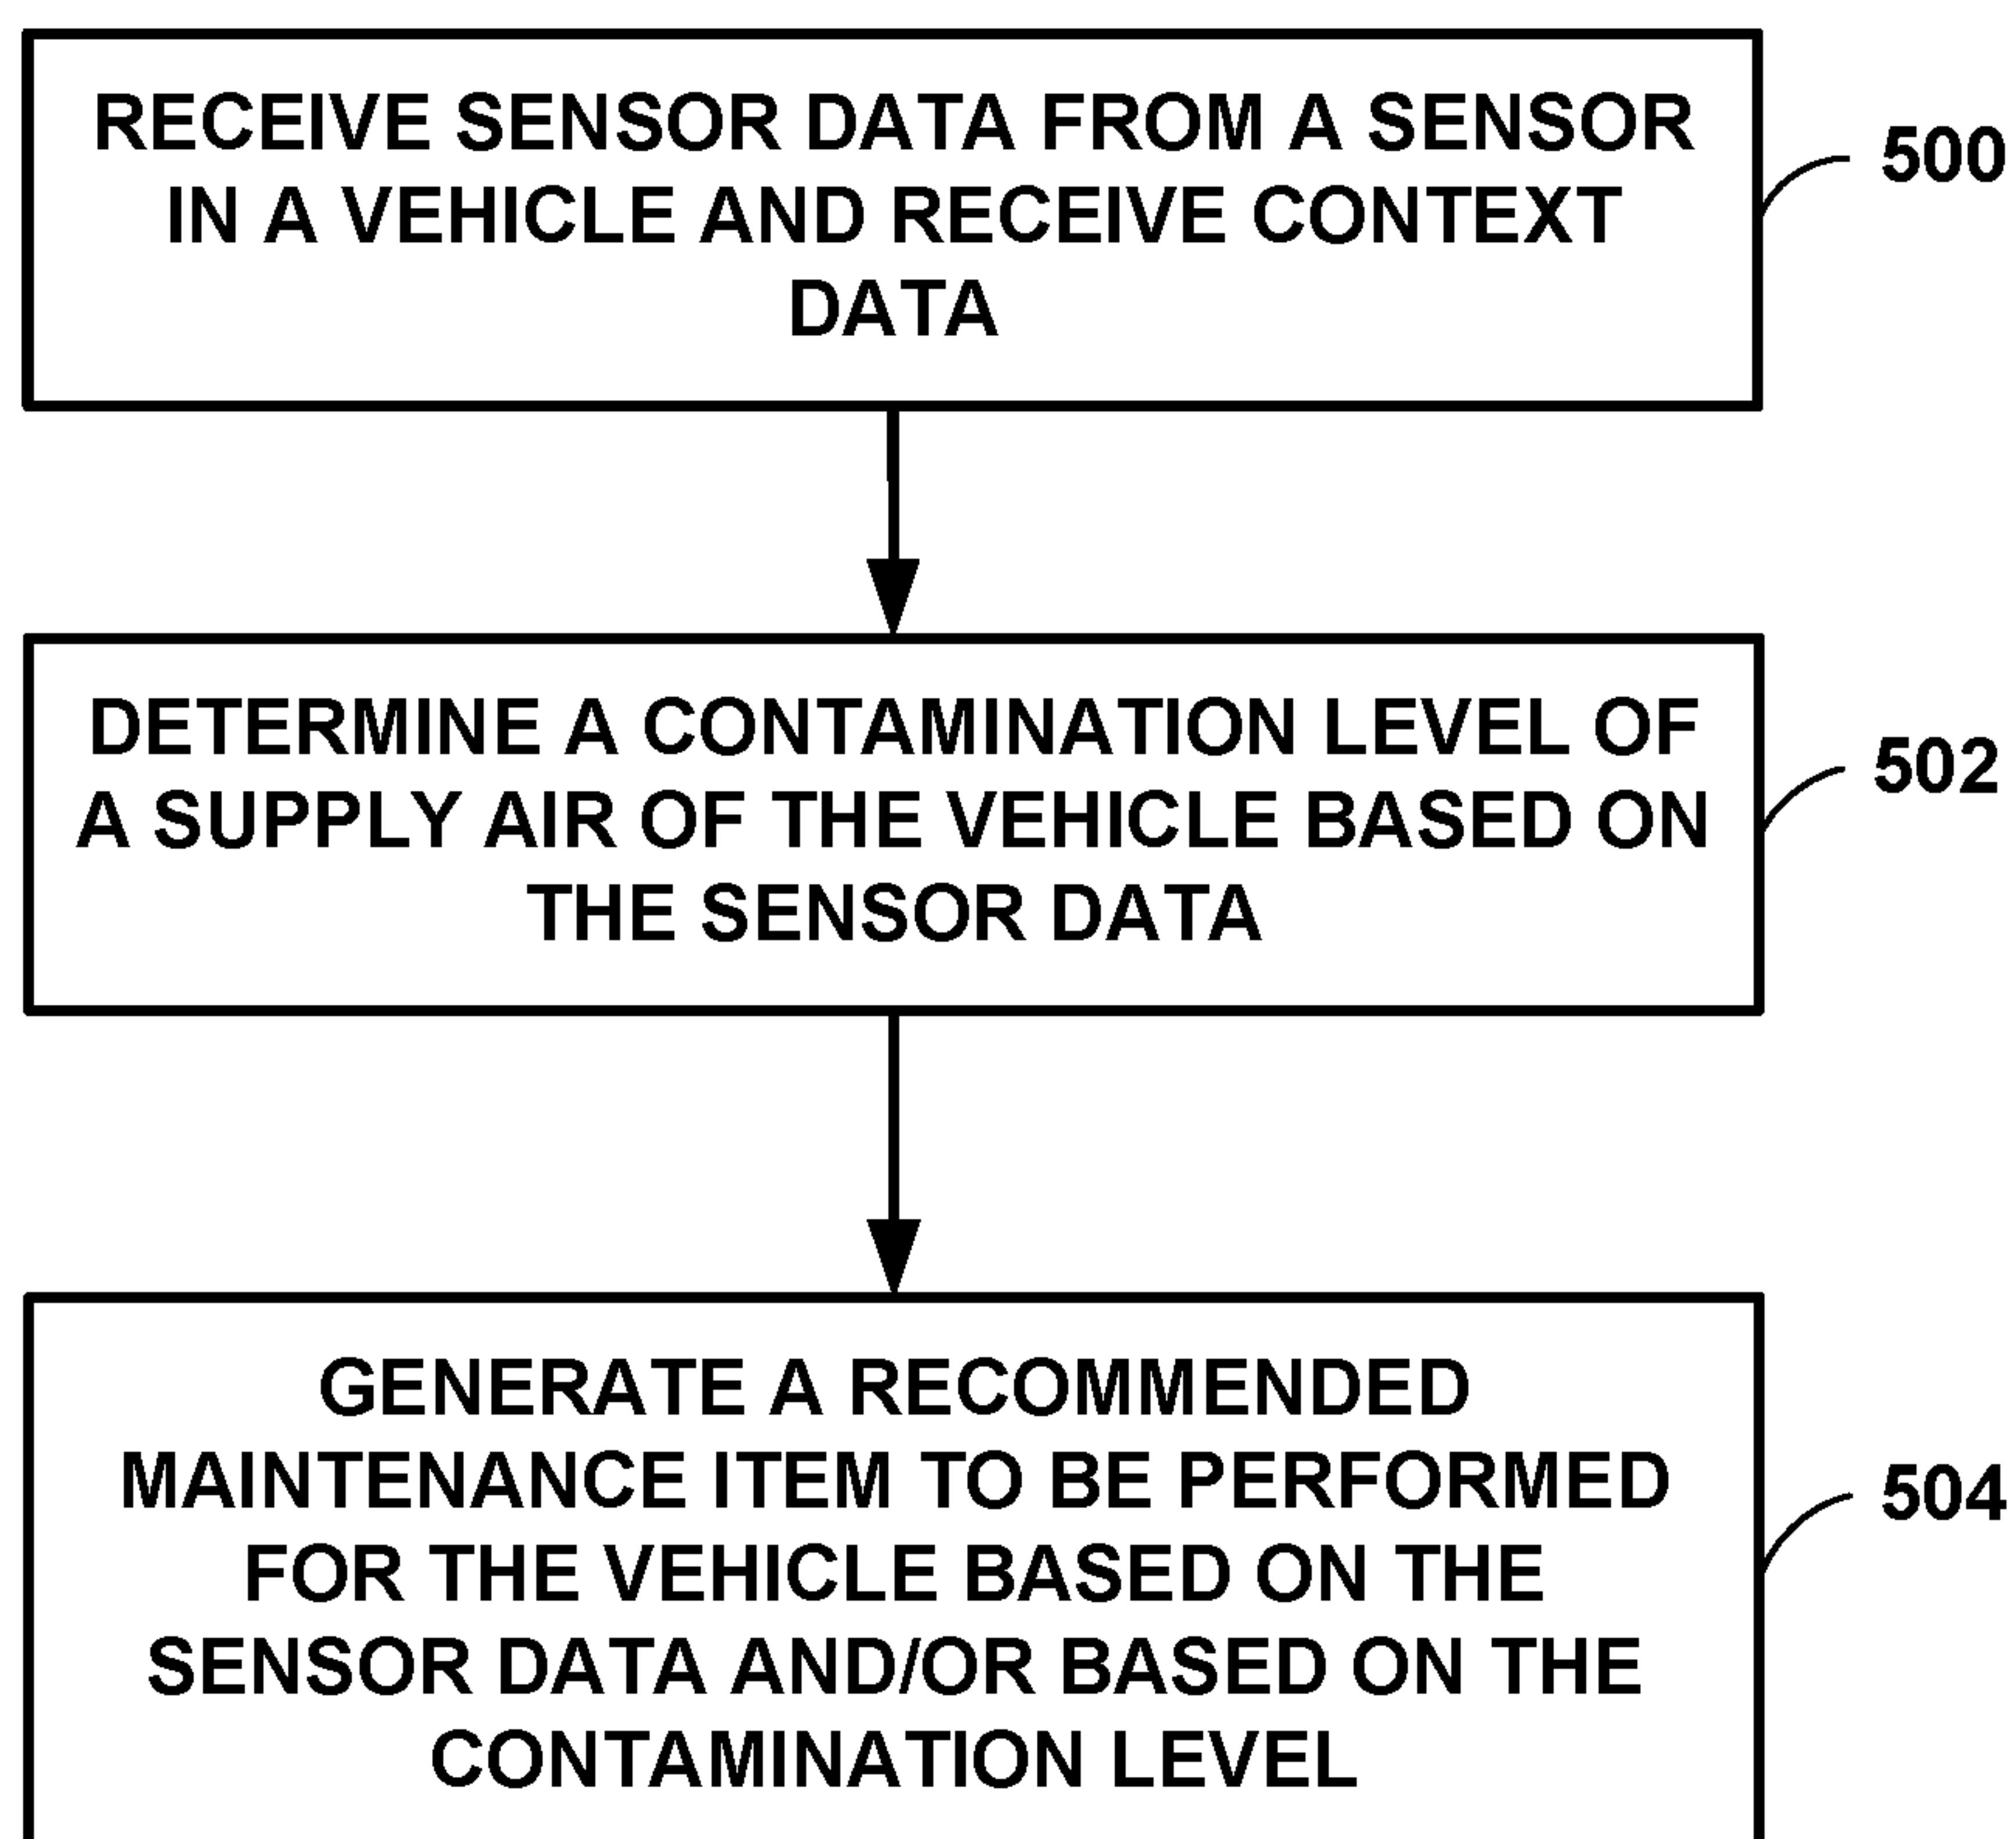 RECEIVE SENSOR DATA FROM A SENSOR
IN A VEHICLE AND RECEIVE CONTEXT
DATA
500
DETERMINE A CONTAMINATION LEVEL OF
A SUPPLY AIR OF THE VEHICLE BASED ON
THE SENSOR DATA
502
GENERATE A RECOMMENDED
MAINTENANCE ITEM TO BE PERFORMED
FOR THE VEHICLE BASED ON THE
SENSOR DATA AND/OR BASED ON THE
CONTAMINATION LEVEL
504